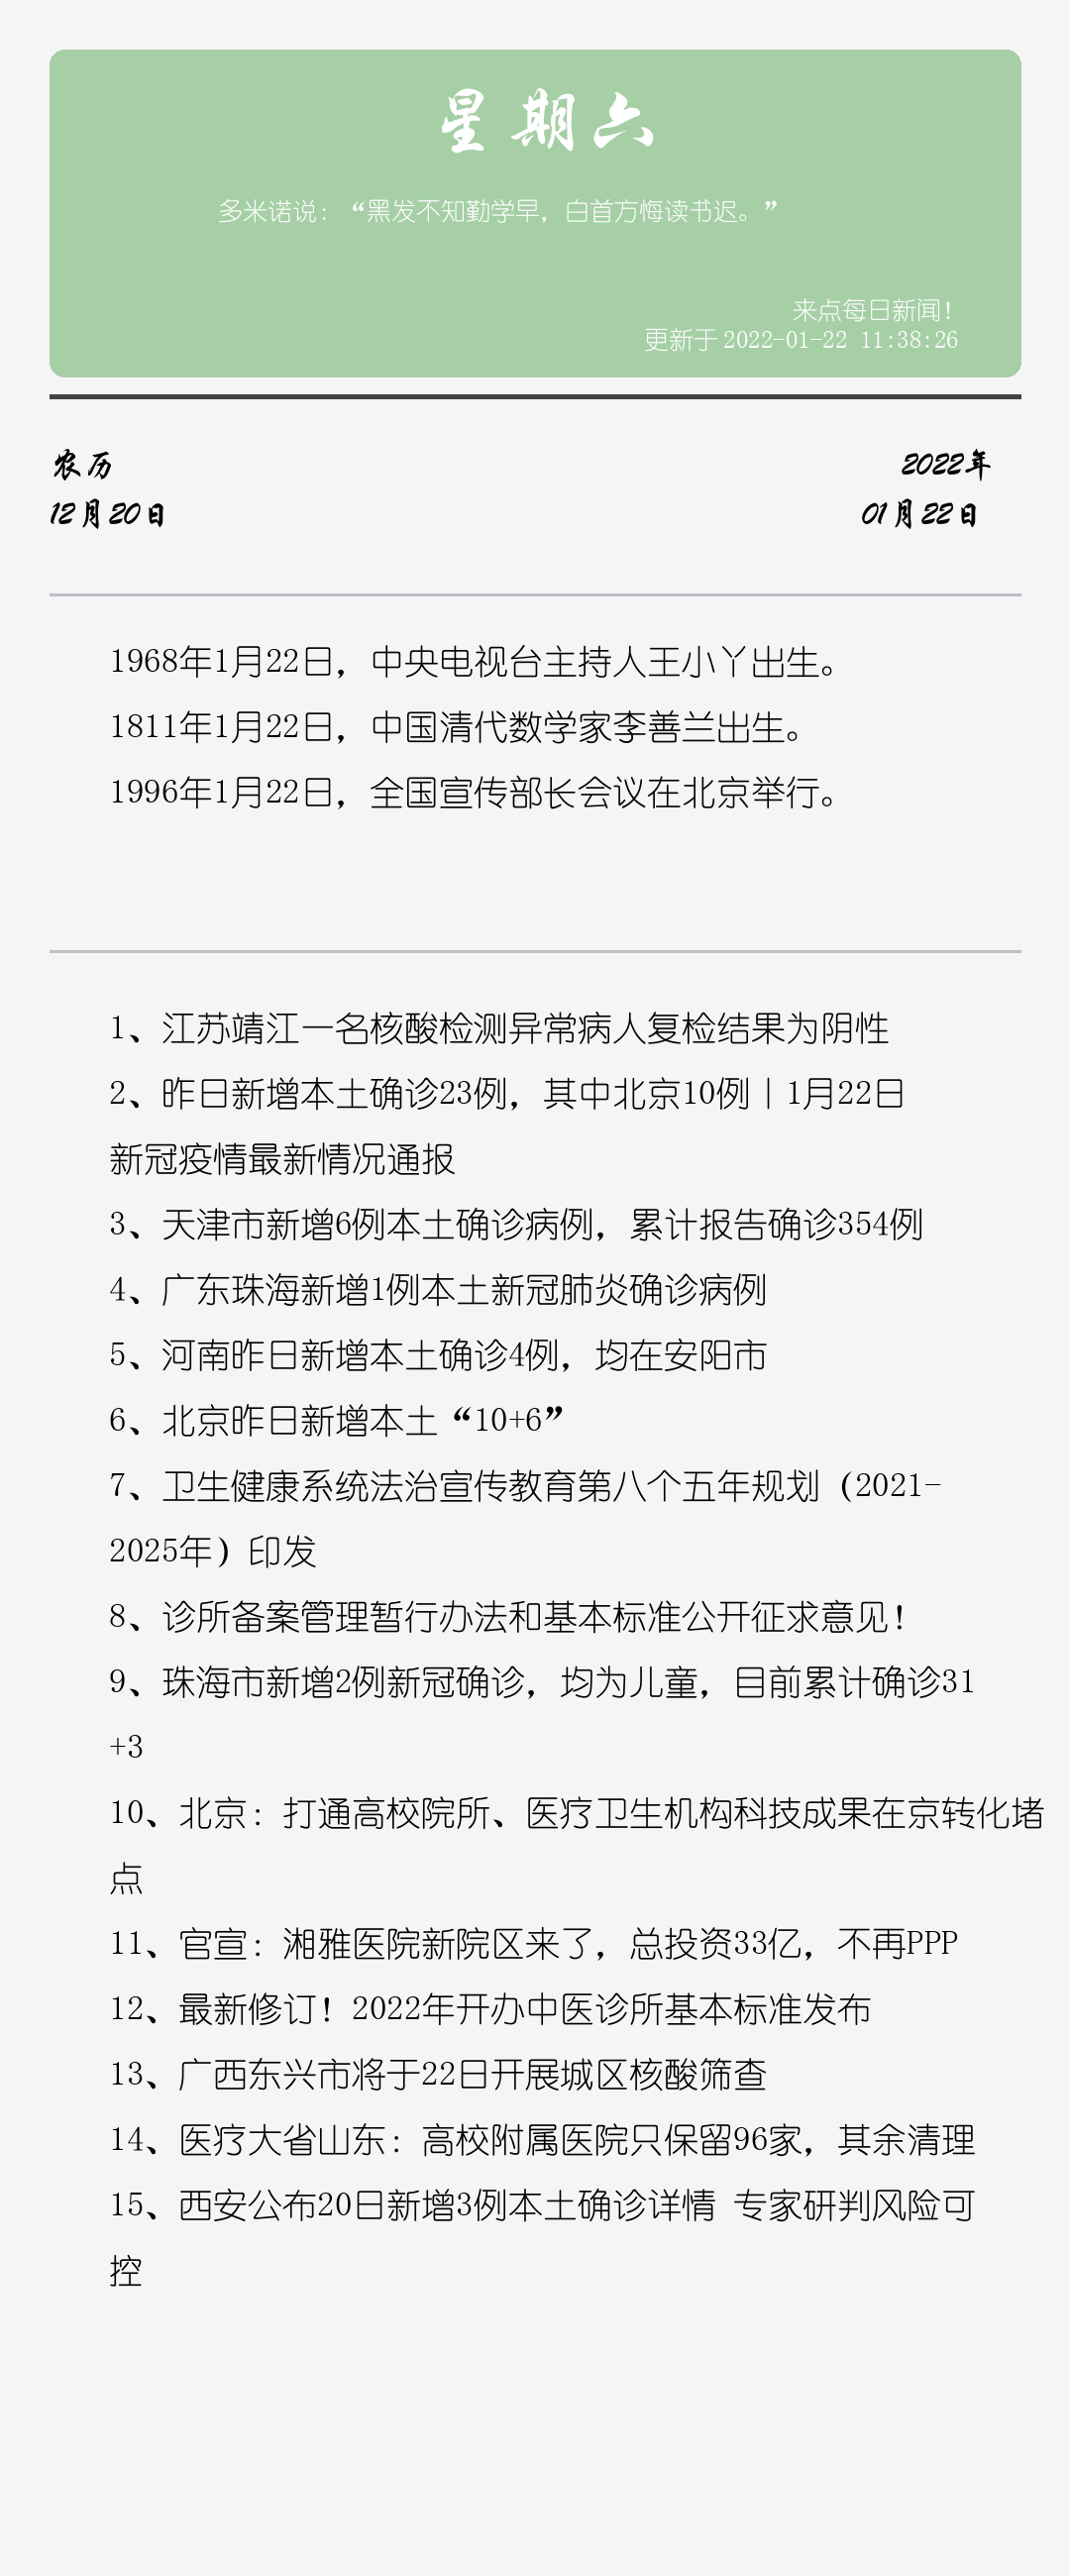 星期六
多米诺说：“黑发不知勤学早，白首方悔读书迟。”
来点每日新闻！
更新于 2022-01-22 11:38:26
农历
2022年
12月20日
01月22日
1968年1月22日，中央电视台主持人王小丫出生。
1811年1月22日，中国清代数学家李善兰出生。
1996年1月22日，全国宣传部长会议在北京举行。
1、江苏靖江一名核酸检测异常病人复检结果为阴性
2、昨日新增本土确诊23例，其中北京10例丨1月22日
新冠疫情最新情况通报
3、天津市新增6例本土确诊病例，累计报告确诊354例
4、广东珠海新增1例本土新冠肺炎确诊病例
5、河南昨日新增本土确诊4例，均在安阳市
6、北京昨日新增本土“10+6”
7、卫生健康系统法治宣传教育第八个五年规划（2021-
2025年）印发
8、诊所备案管理暂行办法和基本标准公开征求意见！
9、珠海市新增2例新冠确诊，均为儿童，目前累计确诊31
+3
10、北京：打通高校院所、医疗卫生机构科技成果在京转化堵
点
11、官宣：湘雅医院新院区来了，总投资33亿，不再PPP
12、最新修订！2022年开办中医诊所基本标准发布
13、广西东兴市将于22日开展城区核酸筛查
14、医疗大省山东：高校附属医院只保留96家，其余清理
15、西安公布20日新增3例本土确诊详情 专家研判风险可
控